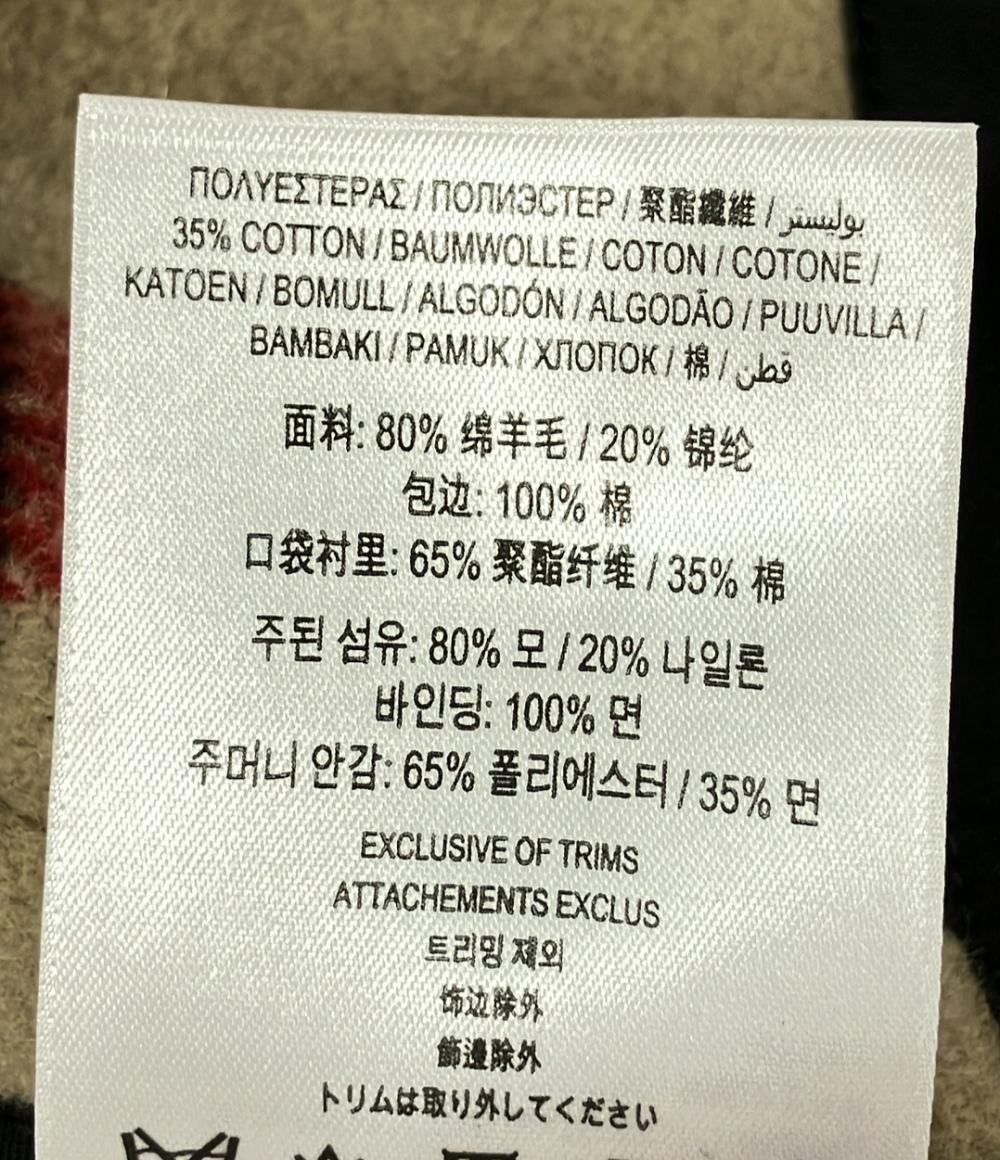 ΠΟΛΥΕΣΤΕΡΑΣ / ПОЛИЭСТЕР / 聚酯纖維 / بوليستر
35% COTTON / BAUMWOLLE / COTON / COTONE /
KATOEN / BOMULL / ALGODÓN / ALGODÃO / PUUVILLA /
BAMBAKI / PAMUK / ХЛОПОК / 棉 / قطن
面料: 80% 绵羊毛 / 20% 锦纶
包边: 100% 棉
口袋衬里: 65% 聚酯纤维 / 35% 棉
주된 섬유: 80% 모 / 20% 나일론
바인딩: 100% 면
주머니 안감: 65% 폴리에스터 / 35% 면
EXCLUSIVE OF TRIMS
ATTACHEMENTS EXCLUS
트리밍 제외
饰边除外
飾邊除外
トリムは取り外してください